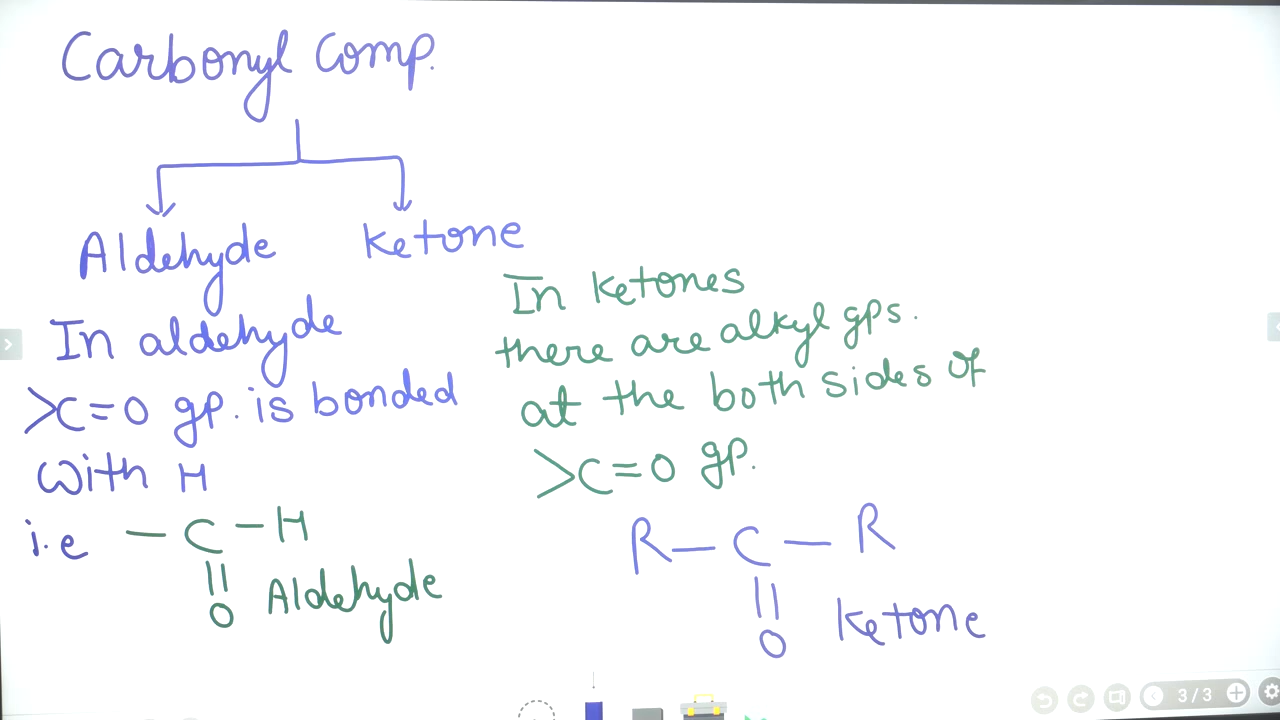 Carbonyl Comp.
Aldehyde
Ketone
In aldehyde
>C=O gp. is bonded
with H
i.e — C — H
||
O
Aldehyde
In Ketones
there are alkyl gps.
at the both sides of
>C=O gp.
R — C — R
||
O
Ketone
3/3